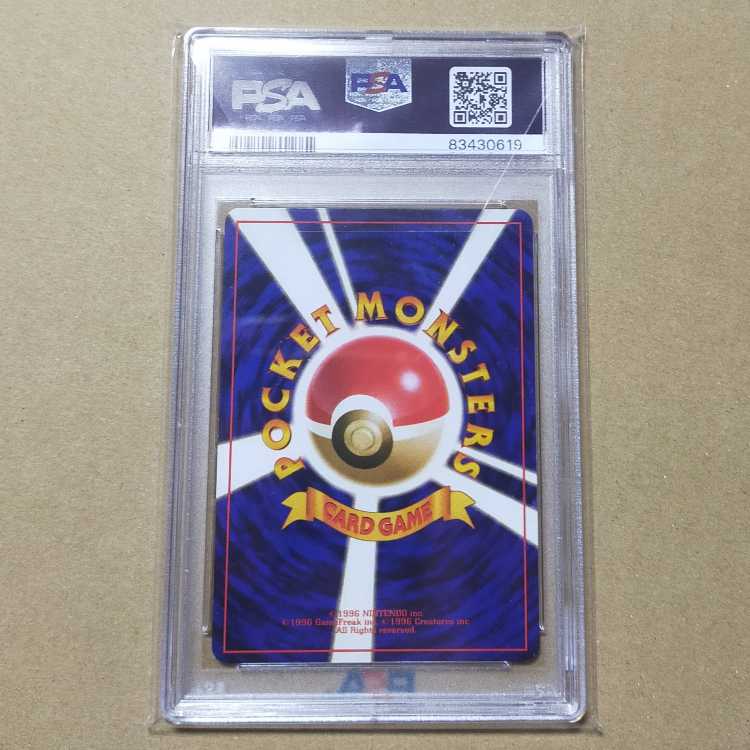 PSA
PSA
83430619
POCKET MONSTERS
CARD GAME
©1996 NINTENDO inc.
©1996 GameFreak inc. ©1996 Creatures inc.
All Rights reserved.